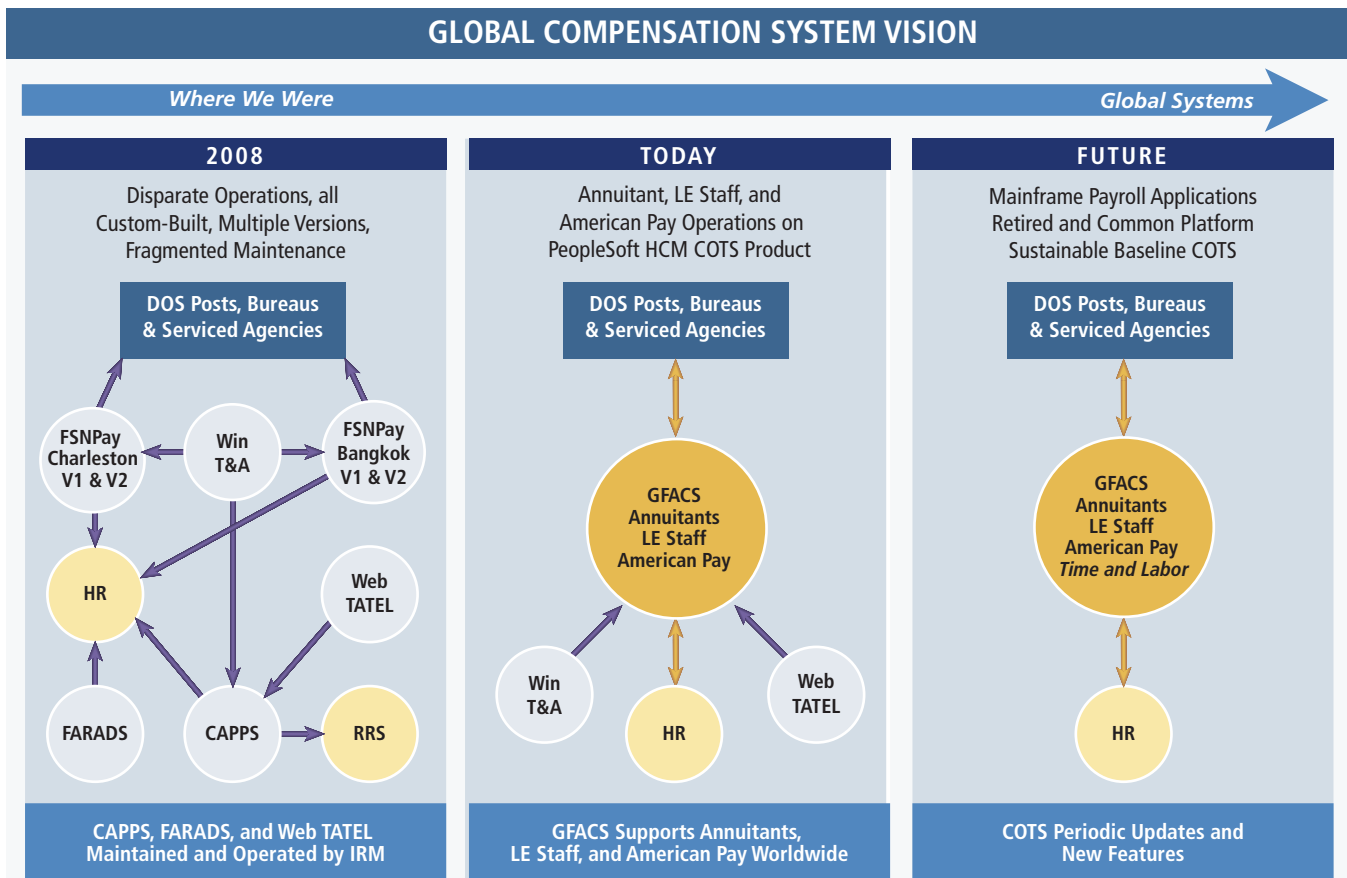 GLOBAL COMPENSATION SYSTEM VISION
Where We Were
Global Systems
2008
Disparate Operations, all
Custom-Built, Multiple Versions,
Fragmented Maintenance
DOS Posts, Bureaus
& Serviced Agencies
FSNPay
Charleston
V1 & V2
Win
T&A
FSNPay
Bangkok
V1 & V2
HR
Web
TATEL
FARADS
CAPPS
RRS
CAPPS, FARADS, and Web TATEL
Maintained and Operated by IRM
TODAY
Annuitant, LE Staff, and
American Pay Operations on
PeopleSoft HCM COTS Product
DOS Posts, Bureaus
& Serviced Agencies
GFACS
Annuitants
LE Staff
American Pay
Win
T&A
HR
Web
TATEL
GFACS Supports Annuitants,
LE Staff, and American Pay Worldwide
FUTURE
Mainframe Payroll Applications
Retired and Common Platform
Sustainable Baseline COTS
DOS Posts, Bureaus
& Serviced Agencies
GFACS
Annuitants
LE Staff
American Pay
Time and Labor
HR
COTS Periodic Updates and
New Features